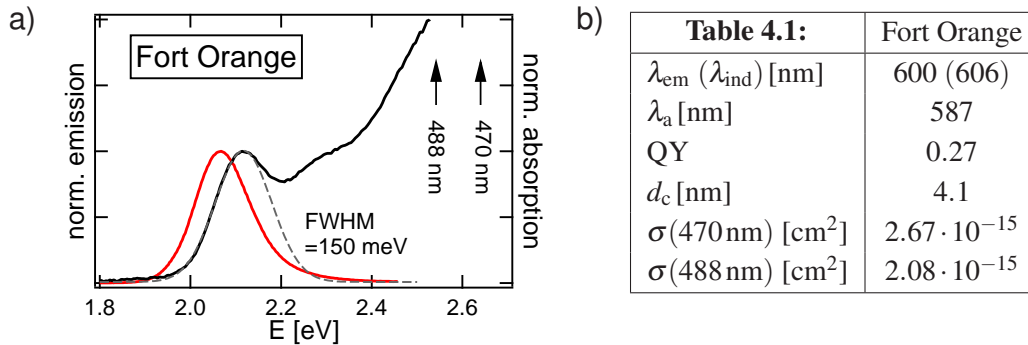 a)
Fort Orange
norm. emission
norm. absorption
488 nm
470 nm
FWHM
=150 meV
1.8 2.0 2.2 2.4 2.6
E [eV]
b)
Table 4.1: Fort Orange
λem (λind) [nm] 600 (606)
λa [nm] 587
QY 0.27
dc [nm] 4.1
σ(470 nm) [cm²] 2.67 · 10⁻¹⁵
σ(488 nm) [cm²] 2.08 · 10⁻¹⁵